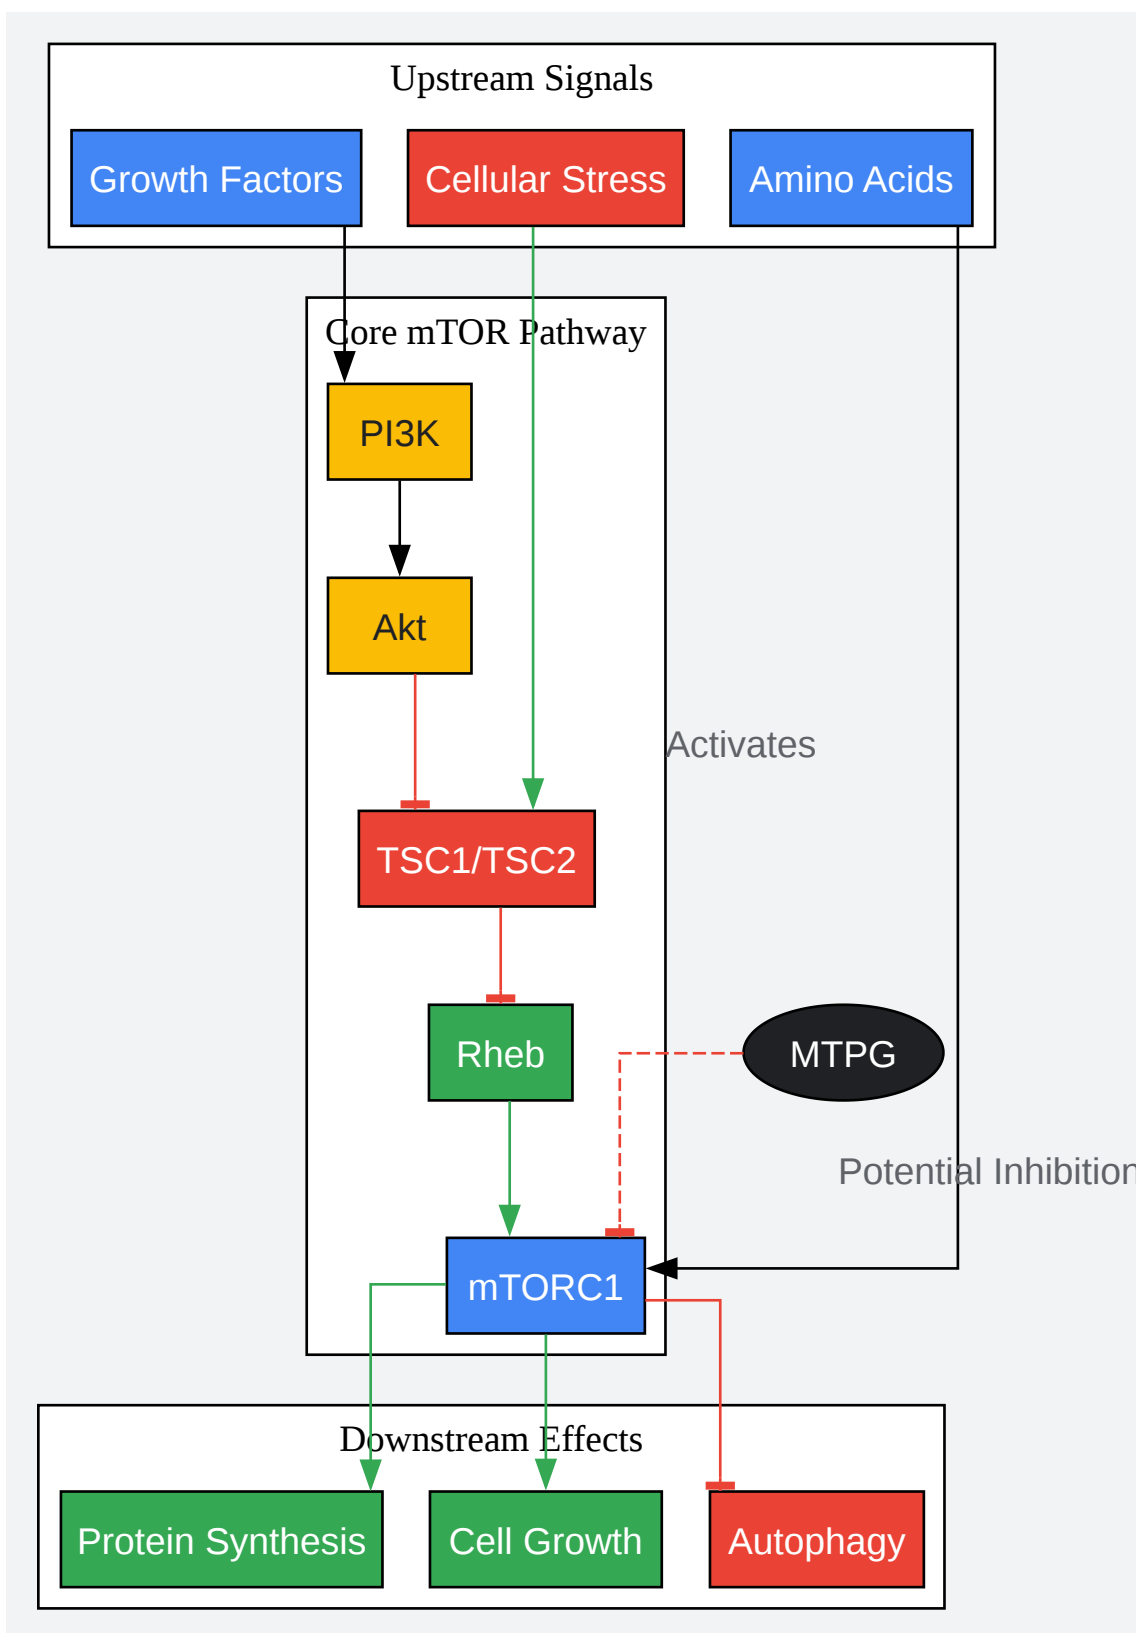 Upstream Signals
Growth Factors
Cellular Stress
Amino Acids
Core mTOR Pathway
PI3K
Akt
Activates
TSC1/TSC2
Rheb
MTPG
Potential Inhibition
mTORC1
Downstream Effects
Protein Synthesis
Cell Growth
Autophagy